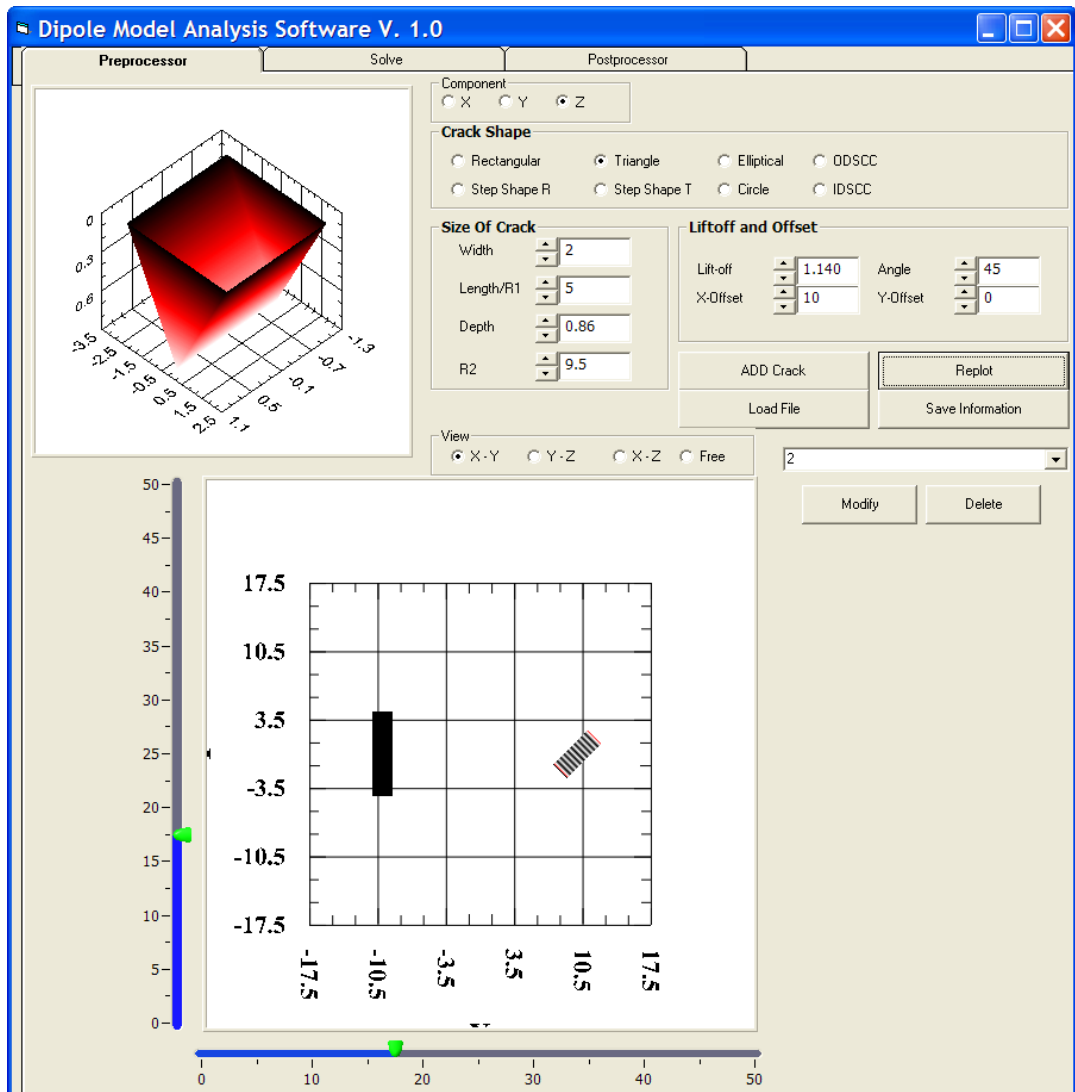 Dipole Model Analysis Software V. 1.0
Preprocessor Solve Postprocessor
Component
X Y Z
Crack Shape
Rectangular Triangle Elliptical ODSCC
Step Shape R Step Shape T Circle IDSCC
0
0.3
0.6
-3.5
-2.5
-1.5
-0.5
0.5
1.5
2.5
1.1
0.5
-0.1
-0.7
-1.3
Size Of Crack
Width 2
Length/R1 5
Depth 0.86
R2 9.5
Liftoff and Offset
Lift-off 1.140 Angle 45
X-Offset 10 Y-Offset 0
ADD Crack Replot
Load File Save Information
View
X-Y Y-Z X-Z Free
2
Modify Delete
50
45
40
35
30
25
20
15
10
5
0
17.5
10.5
3.5
-3.5
-10.5
-17.5
-17.5 -10.5 -3.5 3.5 10.5 17.5
0 10 20 30 40 50